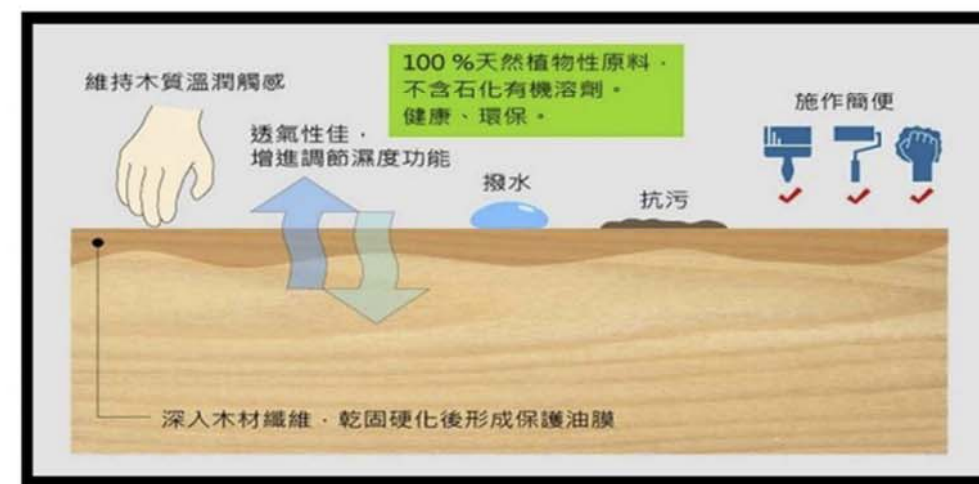 維持木質溫潤觸感
100 %天然植物性原料，
不含石化有機溶劑。
健康、環保。
透氣性佳，
增進調節濕度功能
撥水
抗污
施作簡便
深入木材纖維，乾固硬化後形成保護油膜